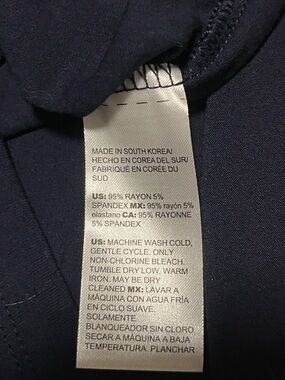 MADE IN SOUTH KOREA/
HECHO EN COREA DEL SUR/
FABRIQUÉ EN CORÉE DU
SUD
US: 95% RAYON 5%
SPANDEX MX: 95% rayón 5%
elastano CA: 95% RAYONNE
5% SPANDEX
US: MACHINE WASH COLD,
GENTLE CYCLE, ONLY
NON-CHLORINE BLEACH,
TUMBLE DRY LOW, WARM
IRON. MAY BE DRY
CLEANED MX: LAVAR A
MÁQUINA CON AGUA FRÍA
EN CICLO SUAVE,
SOLAMENTE
BLANQUEADOR SIN CLORO
SECAR A MÁQUINA A BAJA
TEMPERATURA, PLANCHAR